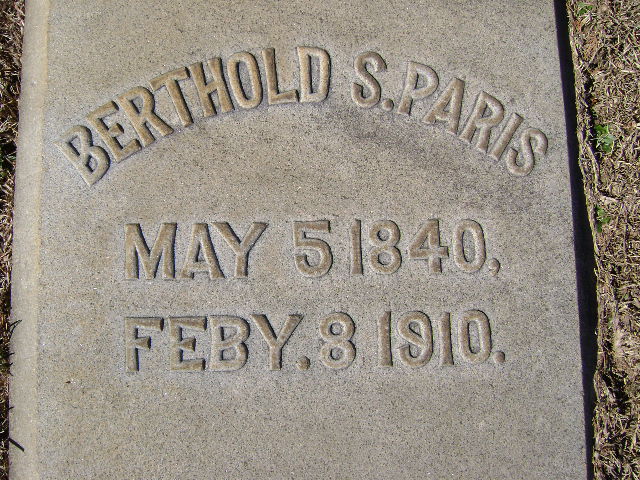 BERTHOLD S. PARIS
MAY 5 1840,
FEBY. 8 1910.